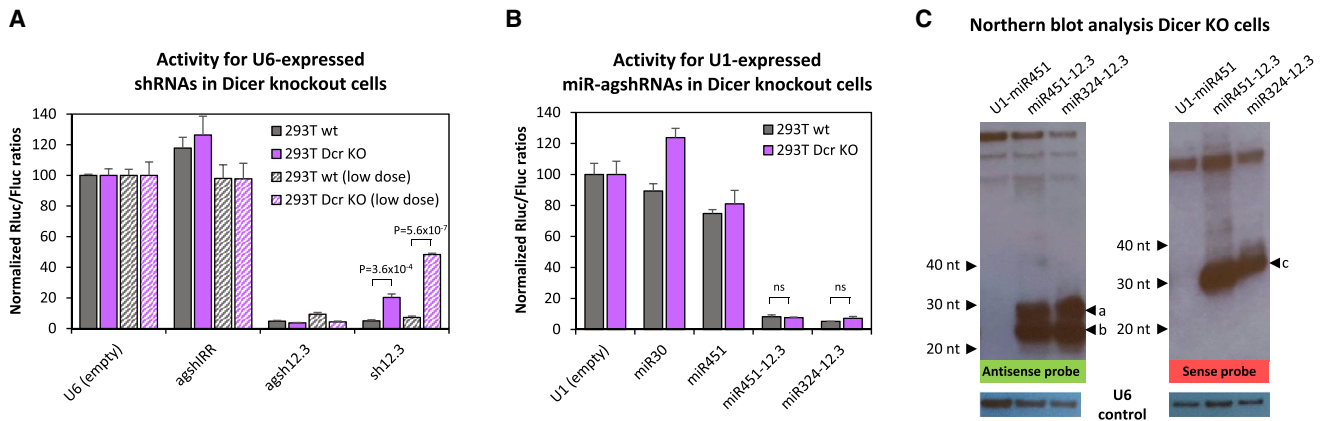 A
Activity for U6-expressed
shRNAs in Dicer knockout cells
Normalized Rluc/Fluc ratios
140
120
100
80
60
40
20
0
293T wt
293T Dcr KO
293T wt (low dose)
293T Dcr KO (low dose)
P=5.6x10-7
P=3.6x10-4
U6 (empty)
agshIRR
agsh12.3
sh12.3
B
Activity for U1-expressed
miR-agshRNAs in Dicer knockout cells
Normalized Rluc/Fluc ratios
140
120
100
80
60
40
20
0
293T wt
293T Dcr KO
ns
ns
U1 (empty)
miR30
miR451
miR451-12.3
miR324-12.3
C
Northern blot analysis Dicer KO cells
U1-miR451
miR451-12.3
miR324-12.3
40 nt
30 nt
20 nt
a
b
Antisense probe
U1-miR451
miR451-12.3
miR324-12.3
40 nt
30 nt
20 nt
c
Sense probe
U6
control